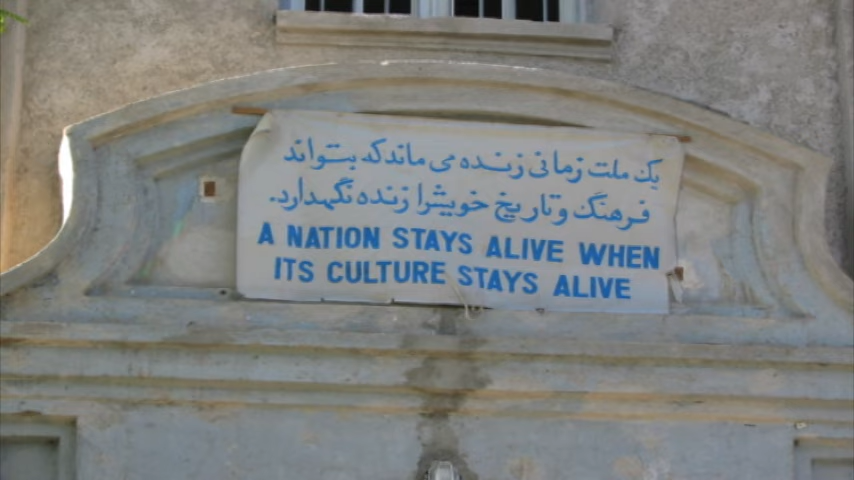 یک ملت زمانی زنده می ماند که بتواند
فرهنگ و تاریخ خویشرا زنده نگهدارد.
A NATION STAYS ALIVE WHEN
ITS CULTURE STAYS ALIVE